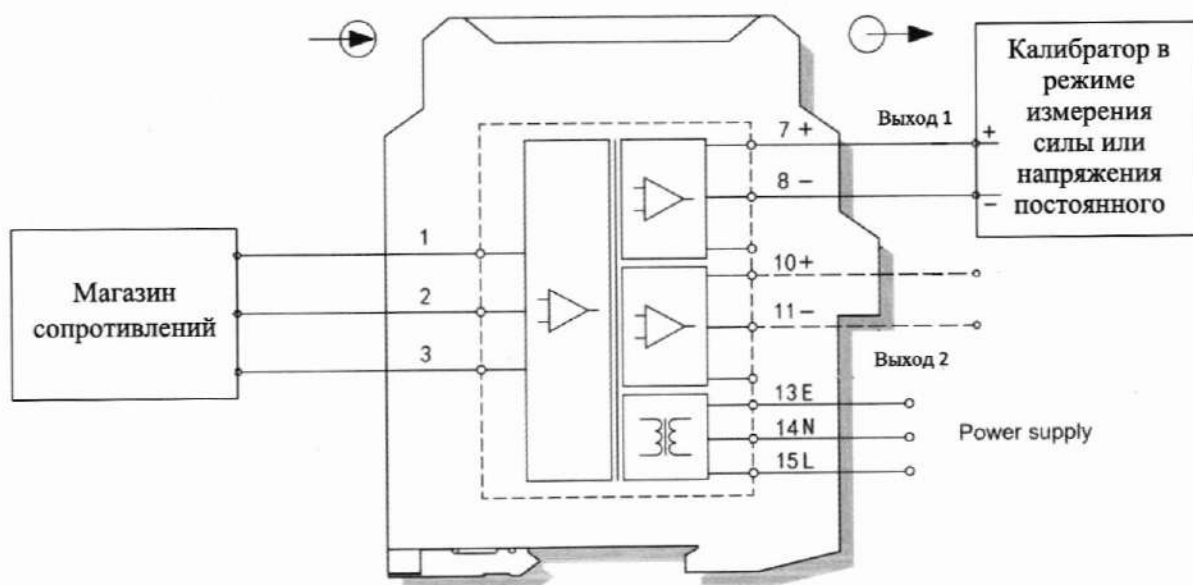 Калибратор в
режиме
измерения
силы или
напряжения
постоянного
Выход 1
+
−
7 +
8 −
Магазин
сопротивлений
1
2
3
10+
11−
Выход 2
13 E
14 N
15 L
Power supply